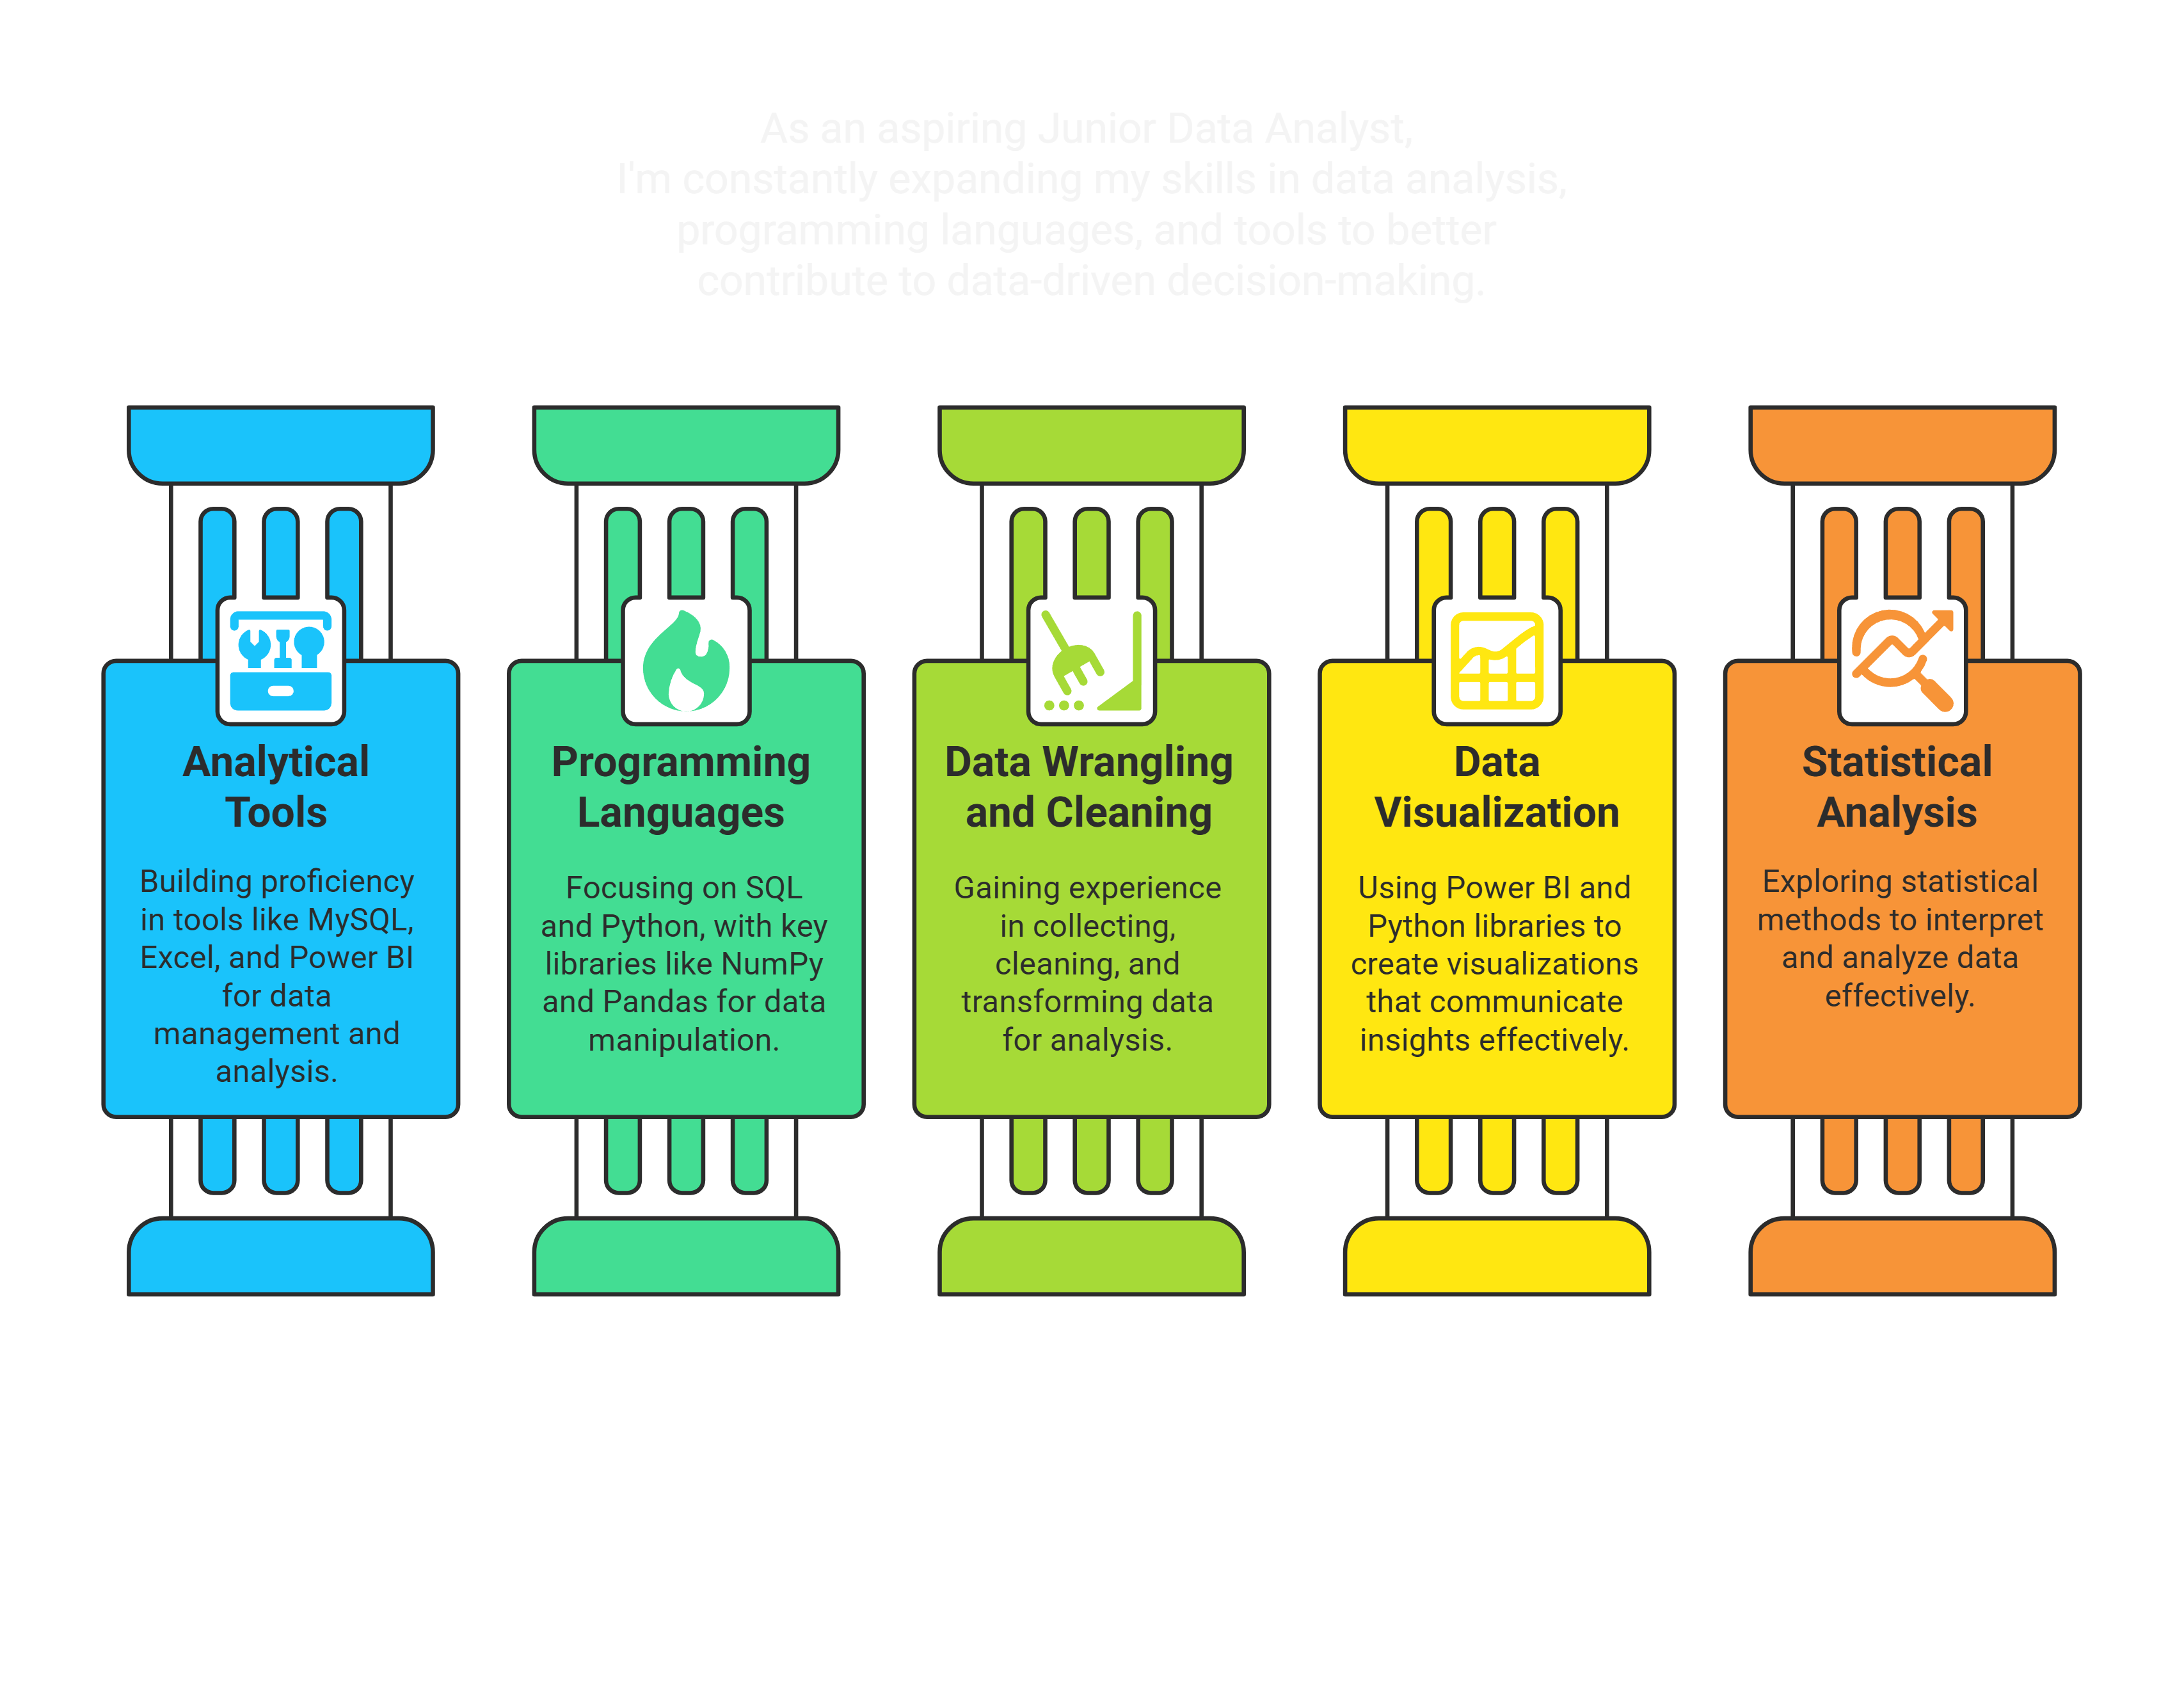 As an aspiring Junior Data Analyst,
I'm constantly expanding my skills in data analysis,
programming languages, and tools to better
contribute to data-driven decision-making.
Analytical
Tools
Building proficiency
in tools like MySQL,
Excel, and Power BI
for data
management and
analysis.
Programming
Languages
Focusing on SQL
and Python, with key
libraries like NumPy
and Pandas for data
manipulation.
Data Wrangling
and Cleaning
Gaining experience
in collecting,
cleaning, and
transforming data
for analysis.
Data
Visualization
Using Power BI and
Python libraries to
create visualizations
that communicate
insights effectively.
Statistical
Analysis
Exploring statistical
methods to interpret
and analyze data
effectively.